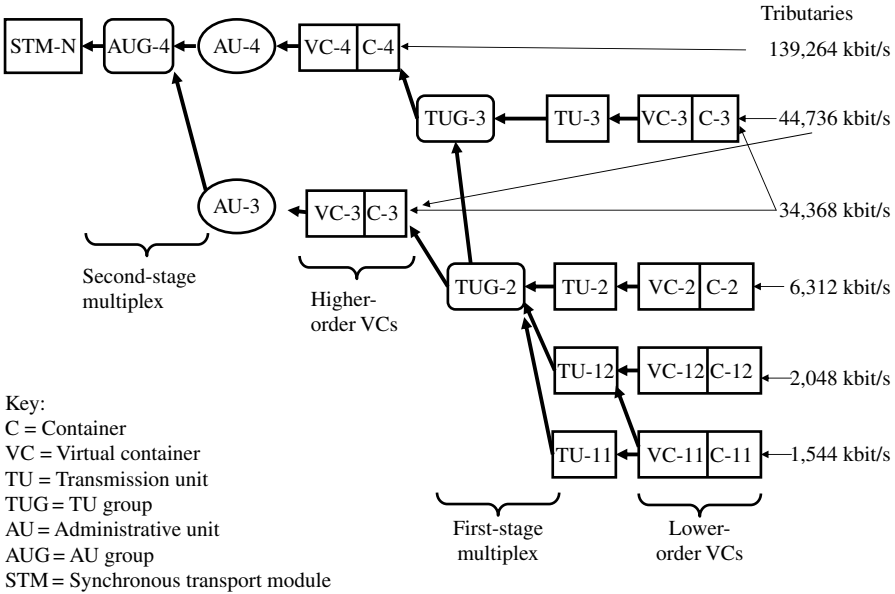 Tributaries
STM-N AUG-4 AU-4 VC-4 C-4 139,264 kbit/s
TUG-3 TU-3 VC-3 C-3 44,736 kbit/s
AU-3 VC-3 C-3 34,368 kbit/s
Second-stage
multiplex
Higher-
order VCs
TUG-2 TU-2 VC-2 C-2 6,312 kbit/s
TU-12 VC-12 C-12 2,048 kbit/s
TU-11 VC-11 C-11 1,544 kbit/s
First-stage
multiplex
Lower-
order VCs
Key:
C = Container
VC = Virtual container
TU = Transmission unit
TUG = TU group
AU = Administrative unit
AUG = AU group
STM = Synchronous transport module